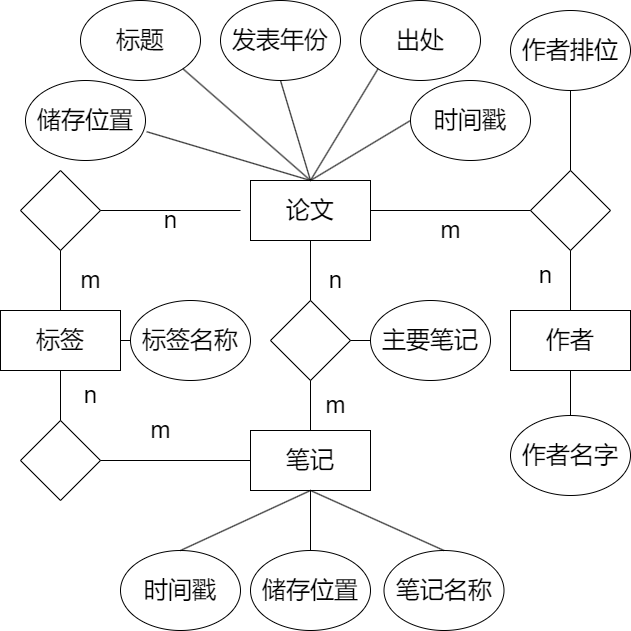 标题
发表年份
出处
作者排位
储存位置
时间戳
论文
n
m
m
n
n
标签
标签名称
主要笔记
作者
n
m
m
笔记
作者名字
时间戳
储存位置
笔记名称